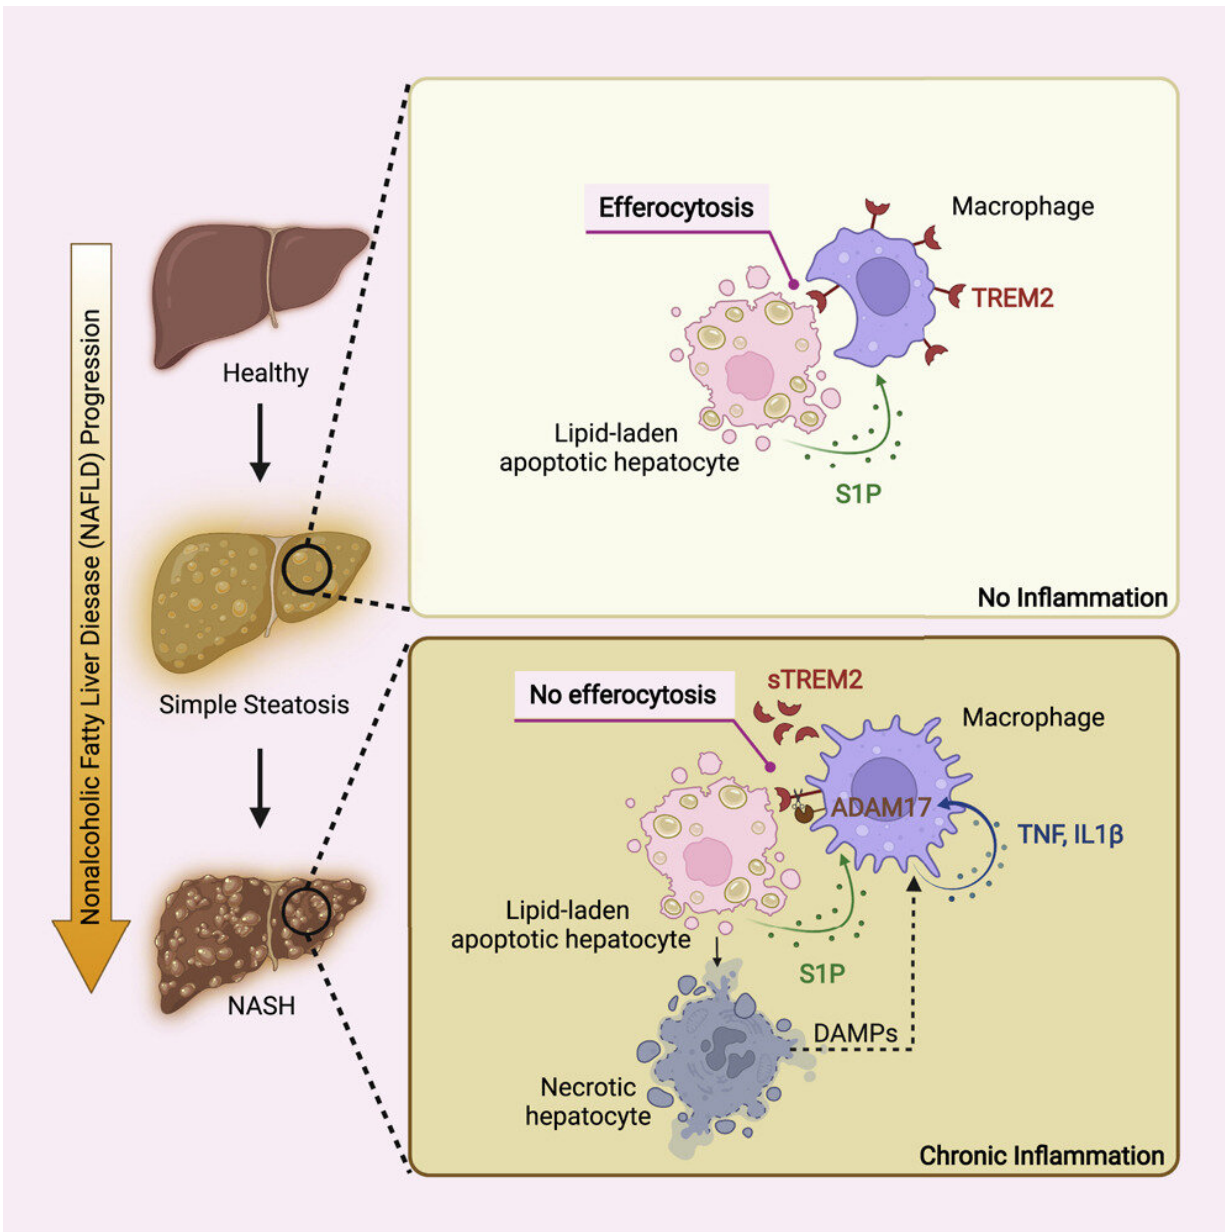 Nonalcoholic Fatty Liver Diesase (NAFLD) Progression
Healthy
Simple Steatosis
NASH
Efferocytosis
Macrophage
TREM2
Lipid-laden
apoptotic hepatocyte
S1P
No Inflammation
No efferocytosis
sTREM2
Macrophage
ADAM17
TNF, IL1β
Lipid-laden
apoptotic hepatocyte
S1P
DAMPs
Necrotic
hepatocyte
Chronic Inflammation